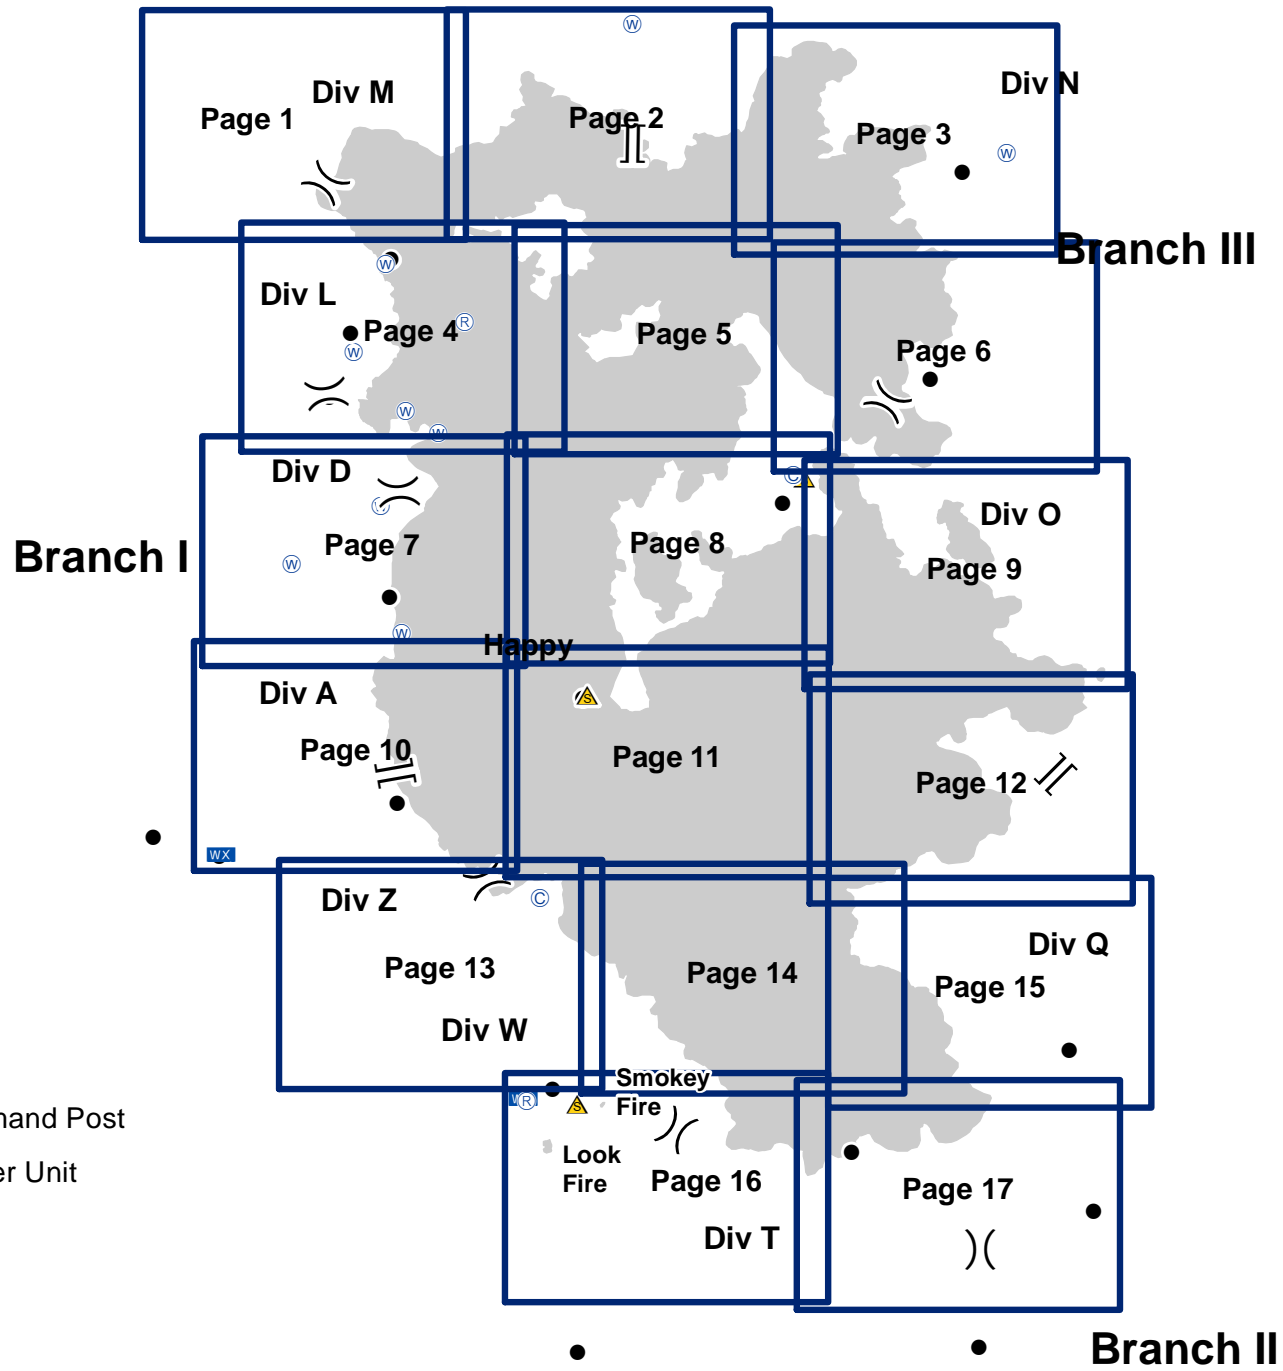 Div M
Div N
Page 1
Page 2
Page 3
W
W
Branch III
W
Div L
R
Page 4
Page 5
Page 6
W
W
W
Div D
C
W
Div O
Branch I
Page 7
Page 8
Page 9
W
W
Happy
Div A
S
Page 10
Page 11
Page 12
WX
Div Z
C
Div Q
Page 13
Page 14
Page 15
Div W
Smokey
Fire
R
S
mand Post
Look
Fire
er Unit
Page 16
Page 17
Div T
Branch II